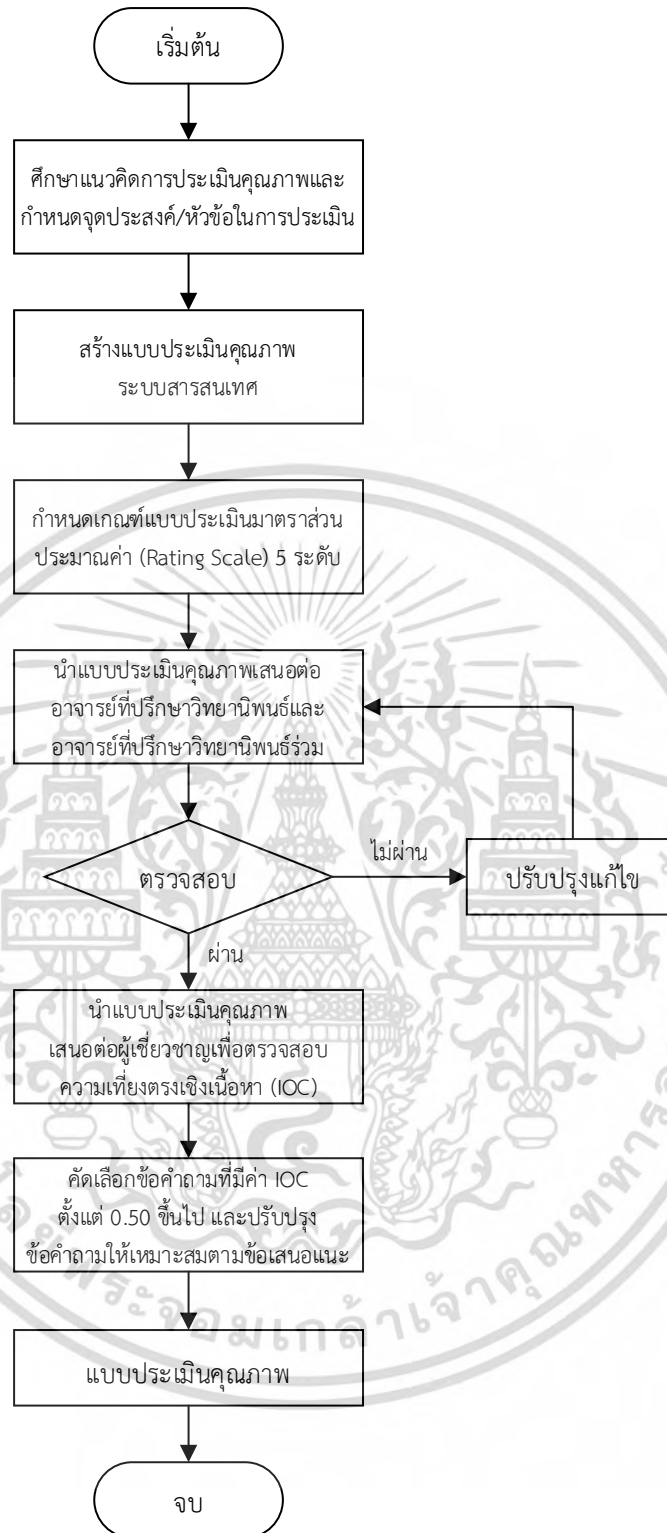 เริ่มต้น
ศึกษาแนวคิดการประเมินคุณภาพและ
กำหนดจุดประสงค์/หัวข้อในการประเมิน
สร้างแบบประเมินคุณภาพ
ระบบสารสนเทศ
กำหนดเกณฑ์แบบประเมินมาตราส่วน
ประมาณค่า (Rating Scale) 5 ระดับ
นำแบบประเมินคุณภาพเสนอต่อ
อาจารย์ที่ปรึกษาวิทยานิพนธ์และ
อาจารย์ที่ปรึกษาวิทยานิพนธ์ร่วม
ตรวจสอบ
ไม่ผ่าน
ปรับปรุงแก้ไข
ผ่าน
นำแบบประเมินคุณภาพ
เสนอต่อผู้เชี่ยวชาญเพื่อตรวจสอบ
ความเที่ยงตรงเชิงเนื้อหา (IOC)
คัดเลือกข้อคำถามที่มีค่า IOC
ตั้งแต่ 0.50 ขึ้นไป และปรับปรุง
ข้อคำถามให้เหมาะสมตามข้อเสนอแนะ
แบบประเมินคุณภาพ
จบ
พระจอมเกล้าเจ้าคุณทหาร